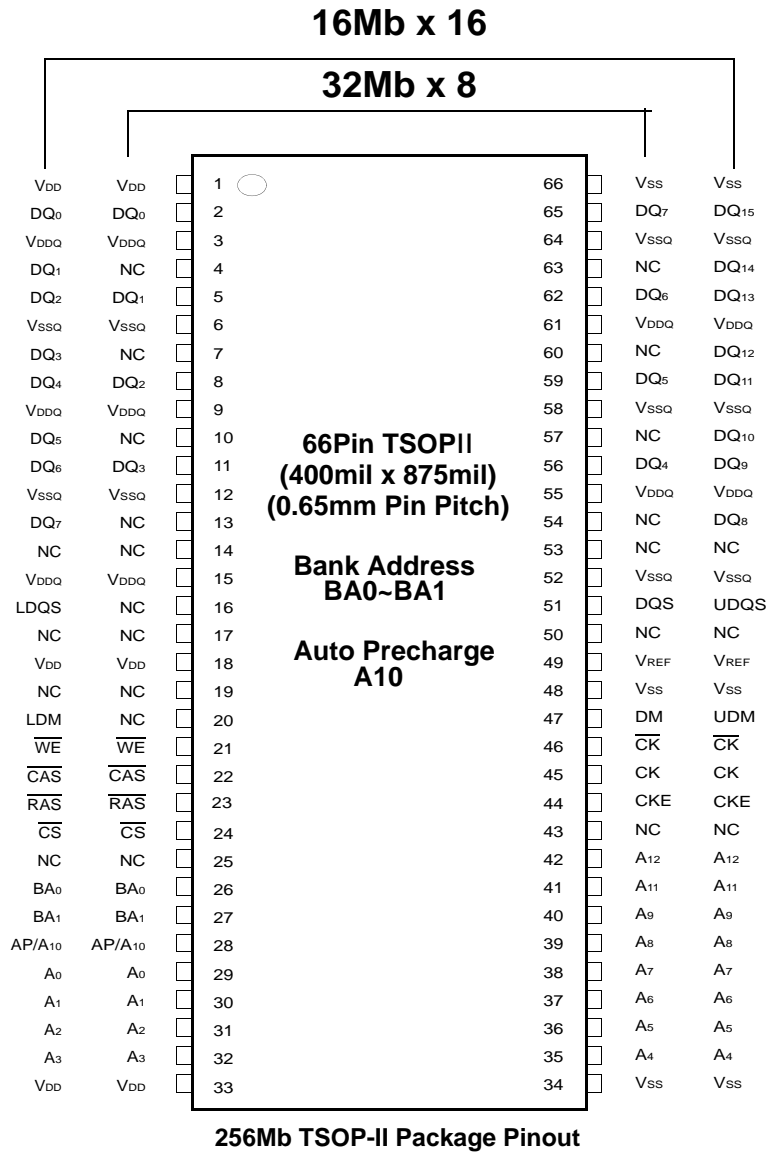 16Mb x 16
32Mb x 8
VDD VDD 1 66 VSS VSS
DQ0 DQ0 2 65 DQ7 DQ15
VDDQ VDDQ 3 64 VSSQ VSSQ
DQ1 NC 4 63 NC DQ14
DQ2 DQ1 5 62 DQ6 DQ13
VSSQ VSSQ 6 61 VDDQ VDDQ
DQ3 NC 7 60 NC DQ12
DQ4 DQ2 8 59 DQ5 DQ11
VDDQ VDDQ 9 58 VSSQ VSSQ
DQ5 NC 10 57 NC DQ10
DQ6 DQ3 11 56 DQ4 DQ9
VSSQ VSSQ 12 55 VDDQ VDDQ
DQ7 NC 13 54 NC DQ8
NC NC 14 53 NC NC
VDDQ VDDQ 15 52 VSSQ VSSQ
LDQS NC 16 51 DQS UDQS
NC NC 17 50 NC NC
VDD VDD 18 49 VREF VREF
NC NC 19 48 VSS VSS
LDM NC 20 47 DM UDM
WE WE 21 46 CK CK
CAS CAS 22 45 CK CK
RAS RAS 23 44 CKE CKE
CS CS 24 43 NC NC
NC NC 25 42 A12 A12
BA0 BA0 26 41 A11 A11
BA1 BA1 27 40 A9 A9
AP/A10 AP/A10 28 39 A8 A8
A0 A0 29 38 A7 A7
A1 A1 30 37 A6 A6
A2 A2 31 36 A5 A5
A3 A3 32 35 A4 A4
VDD VDD 33 34 VSS VSS
66Pin TSOPII
(400mil x 875mil)
(0.65mm Pin Pitch)
Bank Address
BA0~BA1
Auto Precharge
A10
256Mb TSOP-II Package Pinout